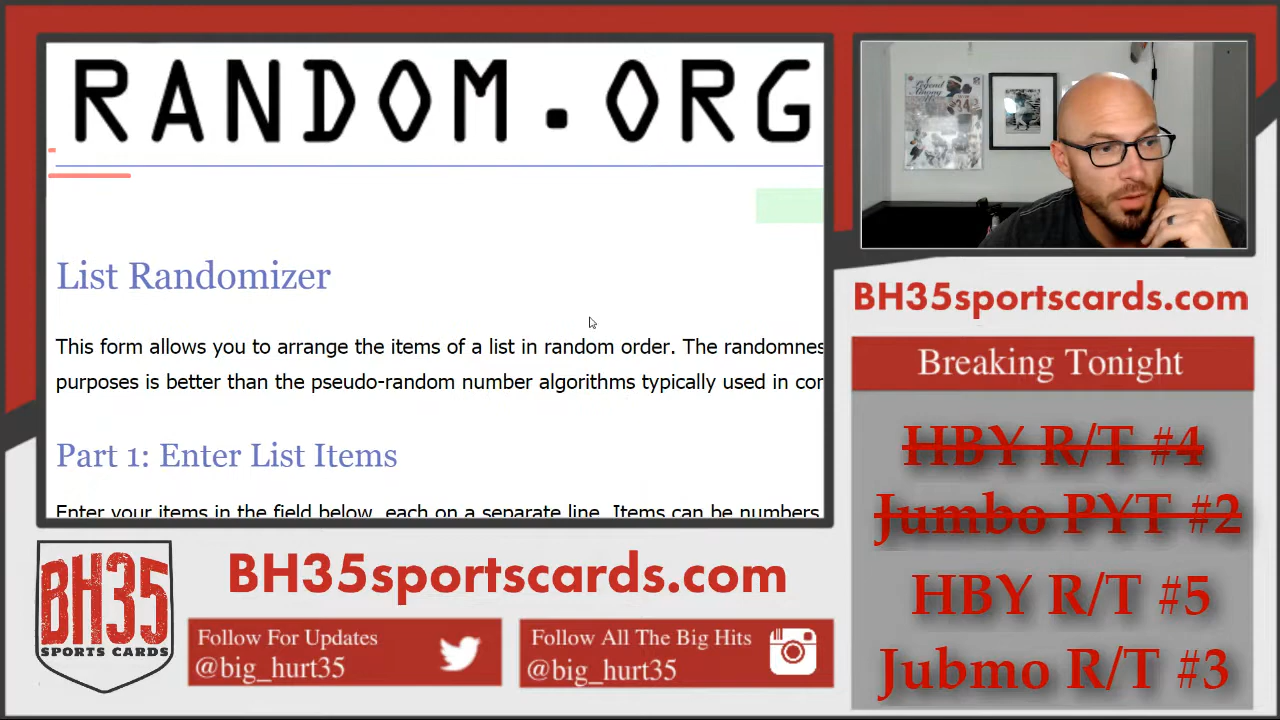 RANDOM.ORG
List Randomizer
This form allows you to arrange the items of a list in random order. The randomnes
purposes is better than the pseudo-random number algorithms typically used in cor
Part 1: Enter List Items
Enter your items in the field below, each on a separate line. Items can be numbers
BH35sportscards.com
Breaking Tonight
HBY R/T #4
Jumbo PYT #2
HBY R/T #5
Jubmo R/T #3
BH35
SPORTS CARDS
BH35sportscards.com
Follow For Updates
@big_hurt35
Follow All The Big Hits
@big_hurt35